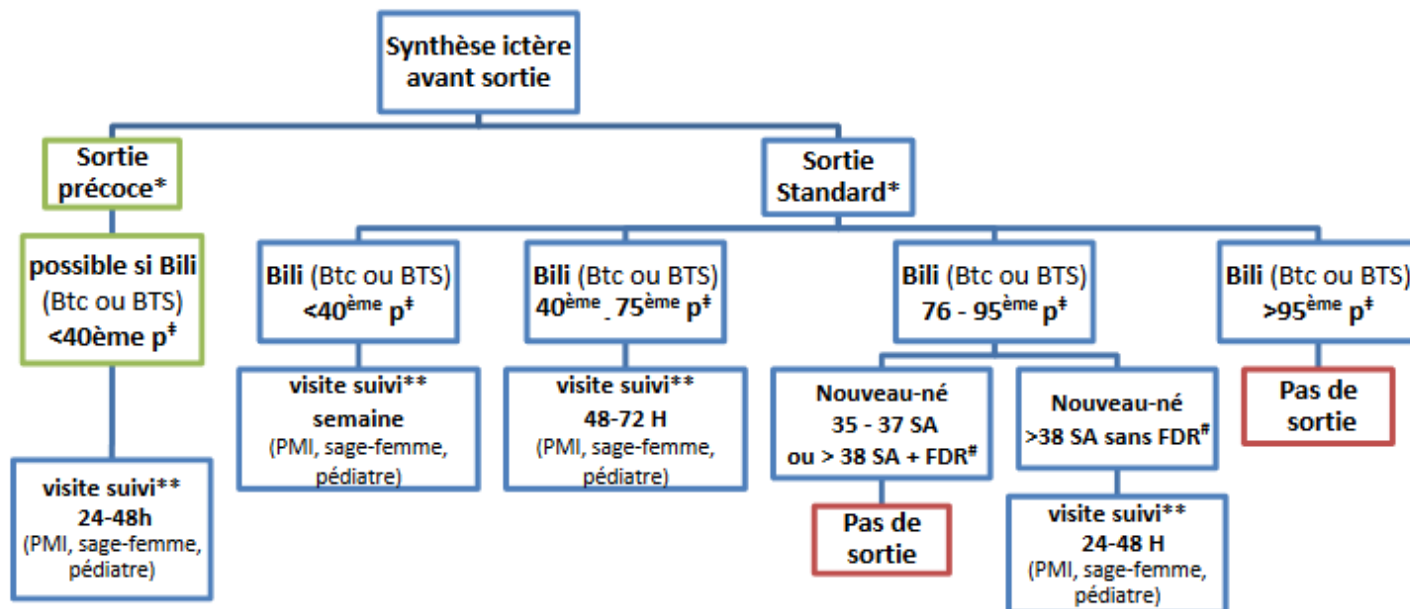 Synthèse ictère
avant sortie
Sortie
précoce*
Sortie
Standard*
possible si Bili
(Btc ou BTS)
<40ème p‡
Bili (Btc ou BTS)
<40ème p‡
Bili (Btc ou BTS)
40ème - 75ème p‡
Bili (Btc ou BTS)
76 - 95ème p‡
Bili (Btc ou BTS)
>95ème p‡
visite suivi**
24-48h
(PMI, sage-femme,
pédiatre)
visite suivi**
semaine
(PMI, sage-femme,
pédiatre)
visite suivi**
48-72 H
(PMI, sage-femme,
pédiatre)
Nouveau-né
35 - 37 SA
ou > 38 SA + FDR#
Pas de
sortie
Nouveau-né
>38 SA sans FDR#
visite suivi**
24-48 H
(PMI, sage-femme,
pédiatre)
Pas de
sortie